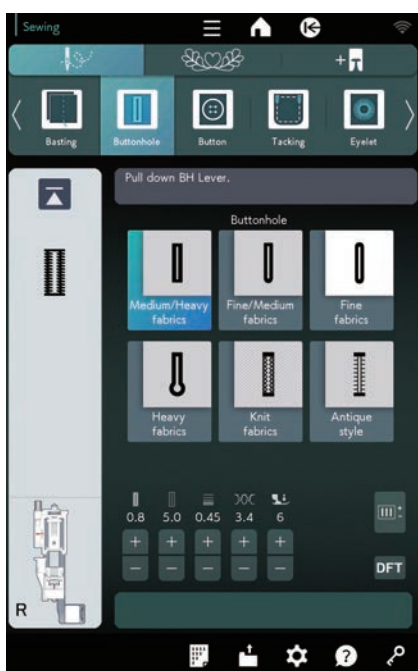 Sewing
Basting
Buttonhole
Button
Tacking
Eyelet
Pull down BH Lever.
Buttonhole
Medium/Heavy
fabrics
Fine/Medium
fabrics
Fine
fabrics
Heavy
fabrics
Knit
fabrics
Antique
style
0.8 5.0 0.45 3.4 6
+ + + + +
- - - - -
DFT
R